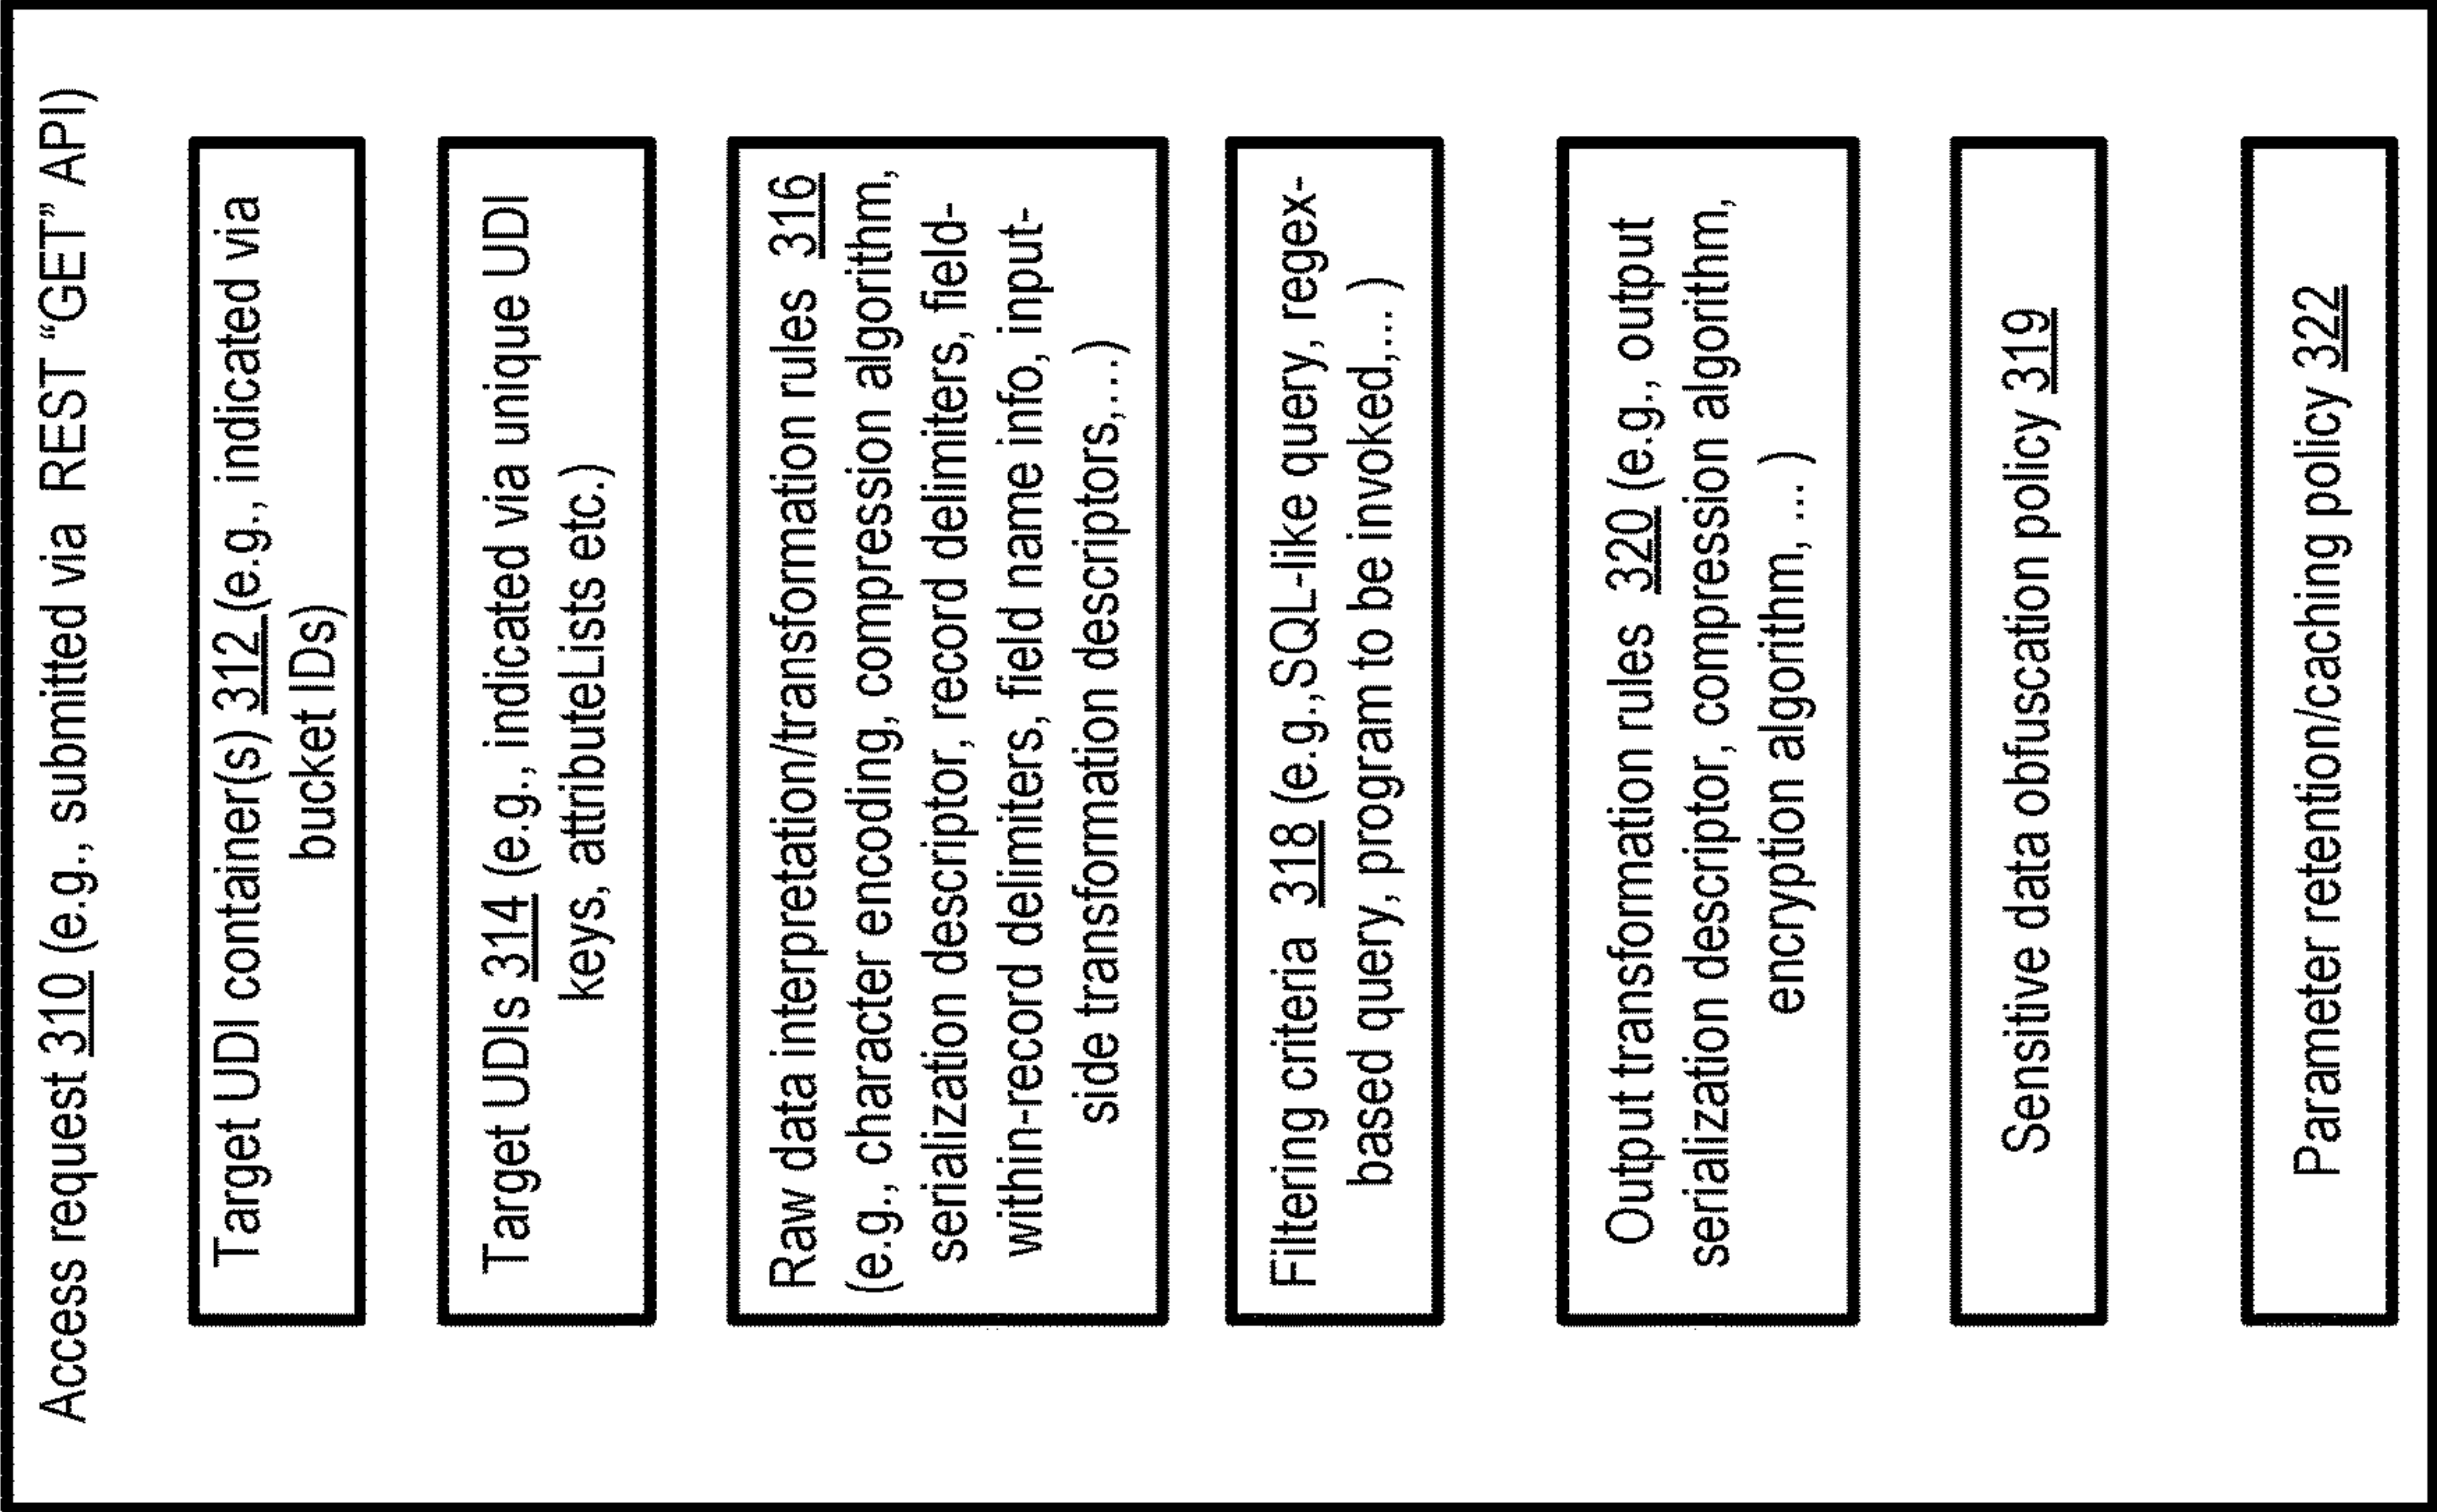 Access request 310 (e.g., submitted via REST “GET” API)
Target UDI container(s) 312 (e.g., indicated via
bucket IDs)
Target UDIs 314 (e.g., indicated via unique UDI
keys, attributeLists etc.)
Raw data interpretation/transformation rules 316
(e.g., character encoding, compression algorithm,
serialization descriptor, record delimiters, field-
within-record delimiters, field name info, input-
side transformation descriptors,...)
Filtering criteria 318 (e.g.,SQL-like query, regex-
based query, program to be invoked,... )
Output transformation rules 320 (e.g., output
serialization descriptor, compression algorithm,
encryption algorithm, ... )
Sensitive data obfuscation policy 319
Parameter retention/caching policy 322